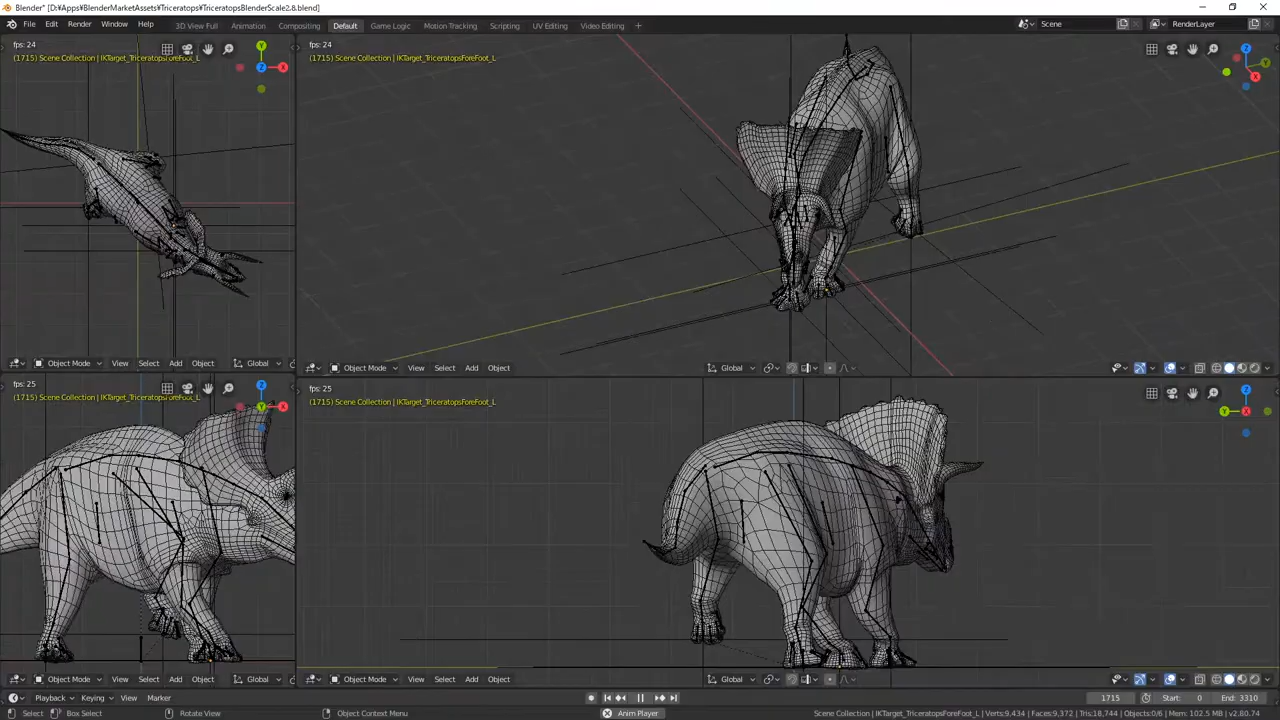 Blender* [D:¥Apps¥BlenderMarketAssets¥Triceratops¥TriceratopsBlenderScale2.8.blend]
File Edit Render Window Help 3D View Full Animation Compositing Default Game Logic Motion Tracking Scripting UV Editing Video Editing Scene RenderLayer
fps: 24
(1715) Scene Collection | IKTarget_TriceratopsForeFoot_L
Y
Z
X
Object Mode View Select Add Object Global
fps: 24
(1715) Scene Collection | IKTarget_TriceratopsForeFoot_L
Z
Y
X
Object Mode View Select Add Object Global
fps: 25
(1715) Scene Collection | IKTarget_TriceratopsForeFoot_L
Z
Y
X
Object Mode View Select Add Object Global
fps: 25
(1715) Scene Collection | IKTarget_TriceratopsForeFoot_L
Z
Y
X
Object Mode View Select Add Object Global
Playback Keying View Marker 1715 Start: 0 End: 3310
Select Box Select Rotate View Object Context Menu Anim Player Scene Collection | IKTarget_TriceratopsForeFoot_L | Verts:9,434 | Faces:9,372 | Tris:18,744 | Objects:0/6 | Mem: 102.5 MB | v2.80.74